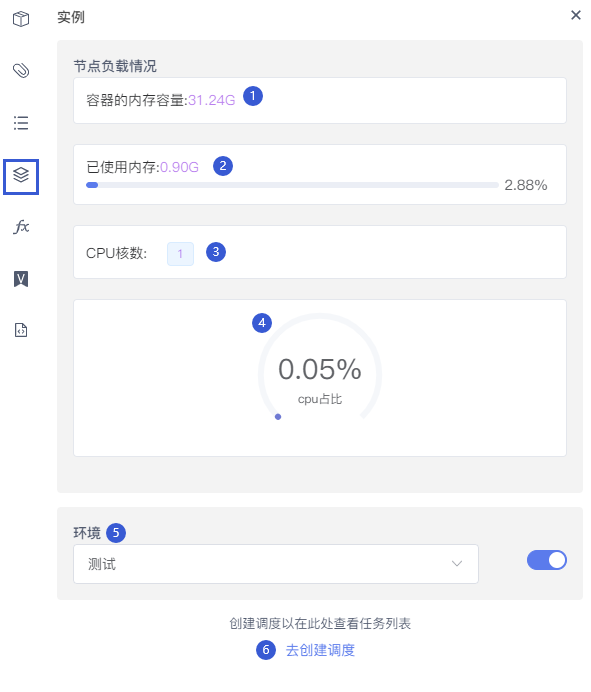 实例
节点负载情况
容器的内存容量:31.24G 1
已使用内存:0.90G 2
2.88%
CPU核数: 1 3
4
0.05%
cpu占比
环境 5
测试
创建调度以在此处查看任务列表
6 去创建调度
fx
V